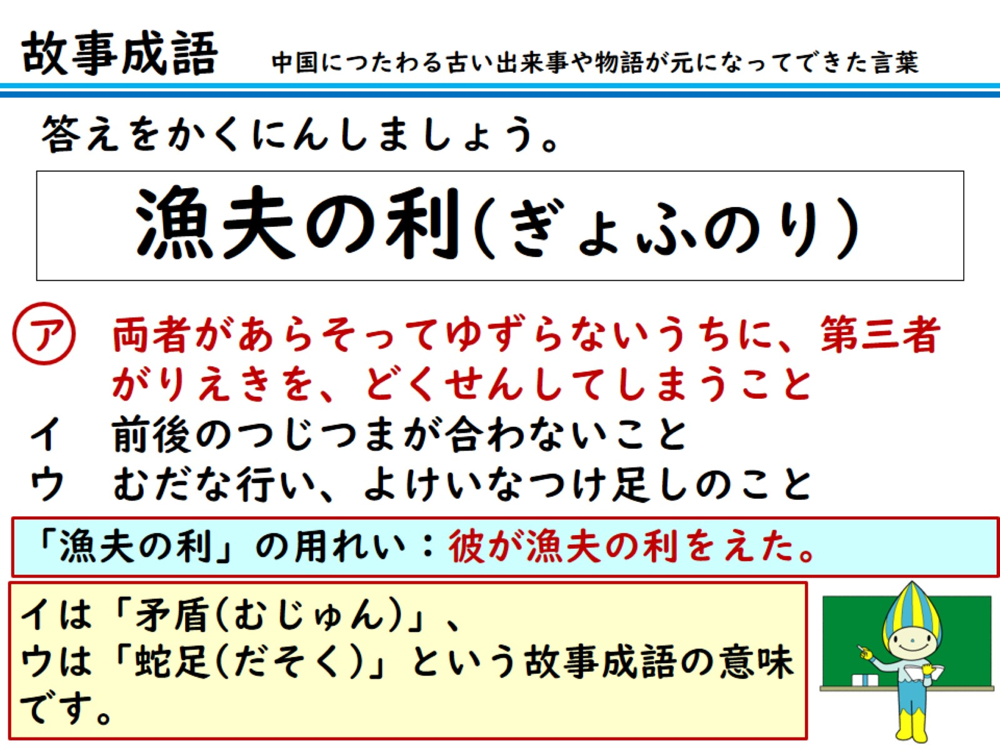 故事成語　中国につたわる古い出来事や物語が元になってできた言葉
答えをかくにんしましょう。
漁夫の利(ぎょふのり)
ア　両者があらそってゆずらないうちに、第三者
がりえきを、どくせんしてしまうこと
イ　前後のつじつまが合わないこと
ウ　むだな行い、よけいなつけ足しのこと
「漁夫の利」の用れい：彼が漁夫の利をえた。
イは「矛盾(むじゅん)」、
ウは「蛇足(だそく)」という故事成語の意味
です。